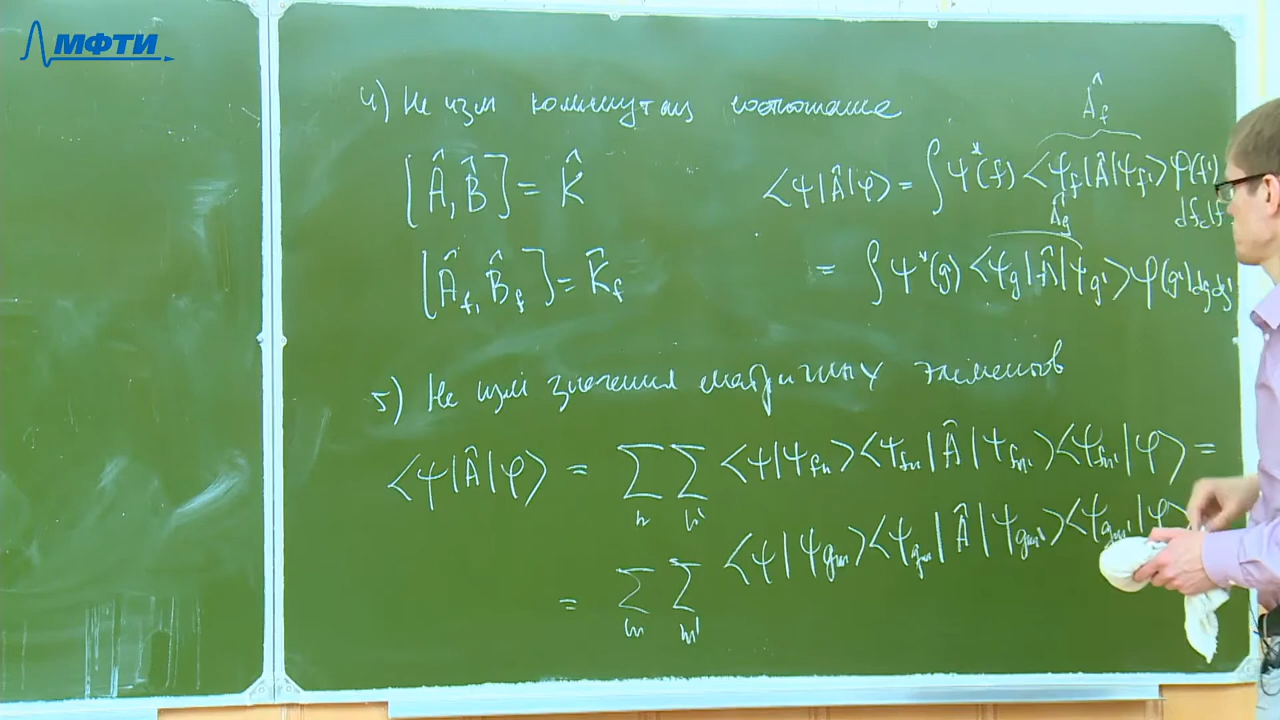 МФТИ
4) Не изм коммутац соотношение
[Â, B̂] = K̂
[Â_f, B̂_f] = K̂_f
Â_f
<ψ|Â|φ> = ∫ψ*(f) <ψ_f|Â|ψ_f'> φ(f')
df df'
Â_g
= ∫ψ*(g) <ψ_g|Â|ψ_g'> φ(g') dg dg'
5) Не изм значения матричных элементов
<ψ|Â|φ> = ∑_n ∑_n' <ψ|ψ_fn><ψ_fn|Â|ψ_fn'><ψ_fn'|φ> =
= ∑_m ∑_m' <ψ|ψ_gm><ψ_gm|Â|ψ_gm'><ψ_gm'|φ>